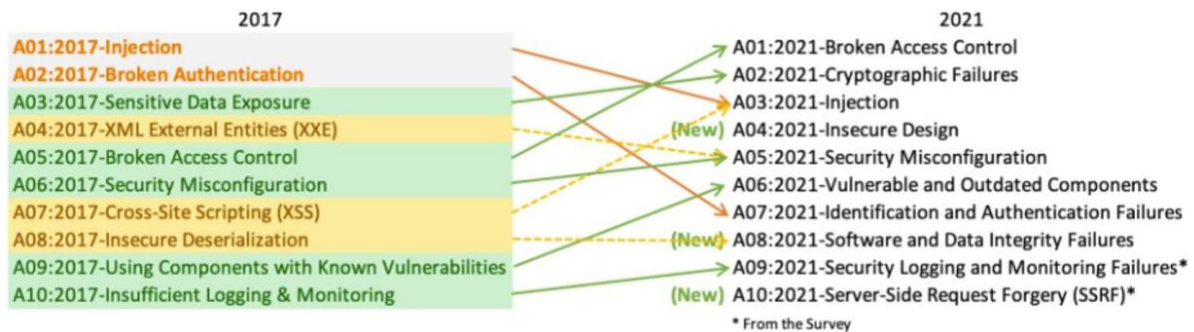 2017
A01:2017-Injection
A02:2017-Broken Authentication
A03:2017-Sensitive Data Exposure
A04:2017-XML External Entities (XXE)
A05:2017-Broken Access Control
A06:2017-Security Misconfiguration
A07:2017-Cross-Site Scripting (XSS)
A08:2017-Insecure Deserialization
A09:2017-Using Components with Known Vulnerabilities
A10:2017-Insufficient Logging & Monitoring
2021
A01:2021-Broken Access Control
A02:2021-Cryptographic Failures
A03:2021-Injection
(New) A04:2021-Insecure Design
A05:2021-Security Misconfiguration
A06:2021-Vulnerable and Outdated Components
A07:2021-Identification and Authentication Failures
(New) A08:2021-Software and Data Integrity Failures
A09:2021-Security Logging and Monitoring Failures*
(New) A10:2021-Server-Side Request Forgery (SSRF)*
* From the Survey